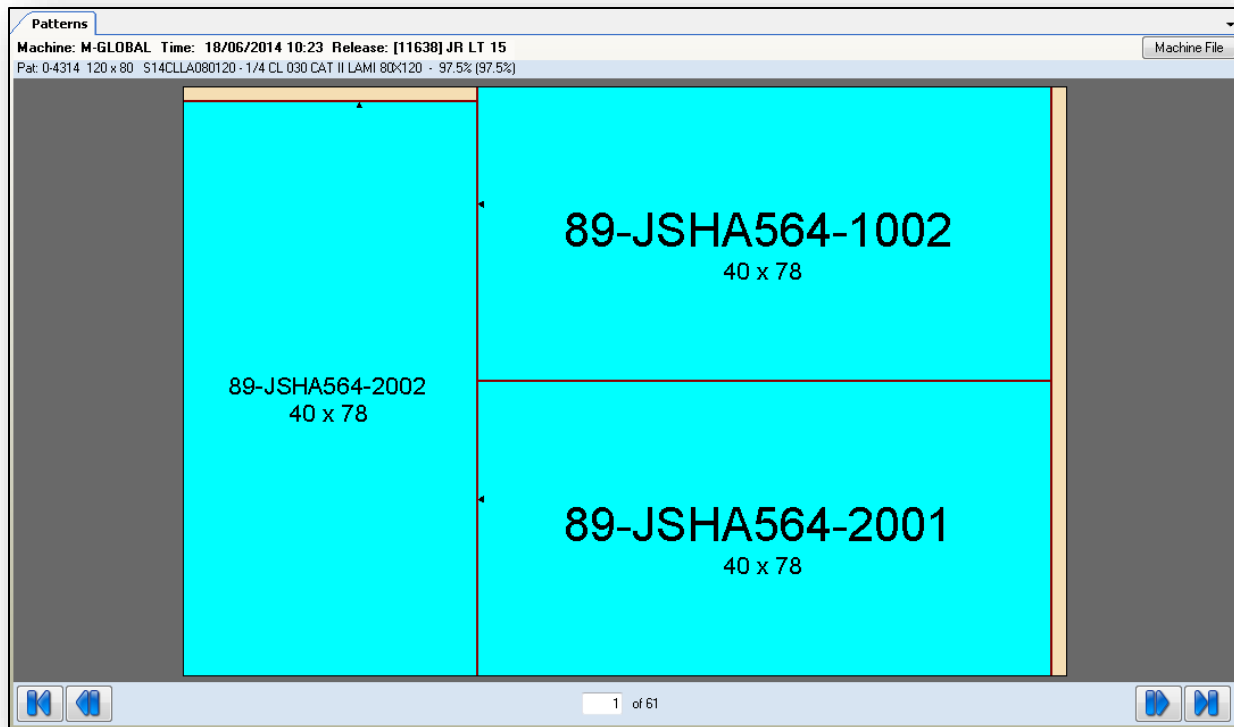 Patterns
Machine: M-GLOBAL Time: 18/06/2014 10:23 Release: [11638] JR LT 15
Machine File
Pat: 0-4314 120 x 80 S14CLLA080120 - 1/4 CL 030 CAT II LAMI 80X120 - 97.5% (97.5%)
89-JSHA564-1002
40 x 78
89-JSHA564-2002
40 x 78
89-JSHA564-2001
40 x 78
1 of 61